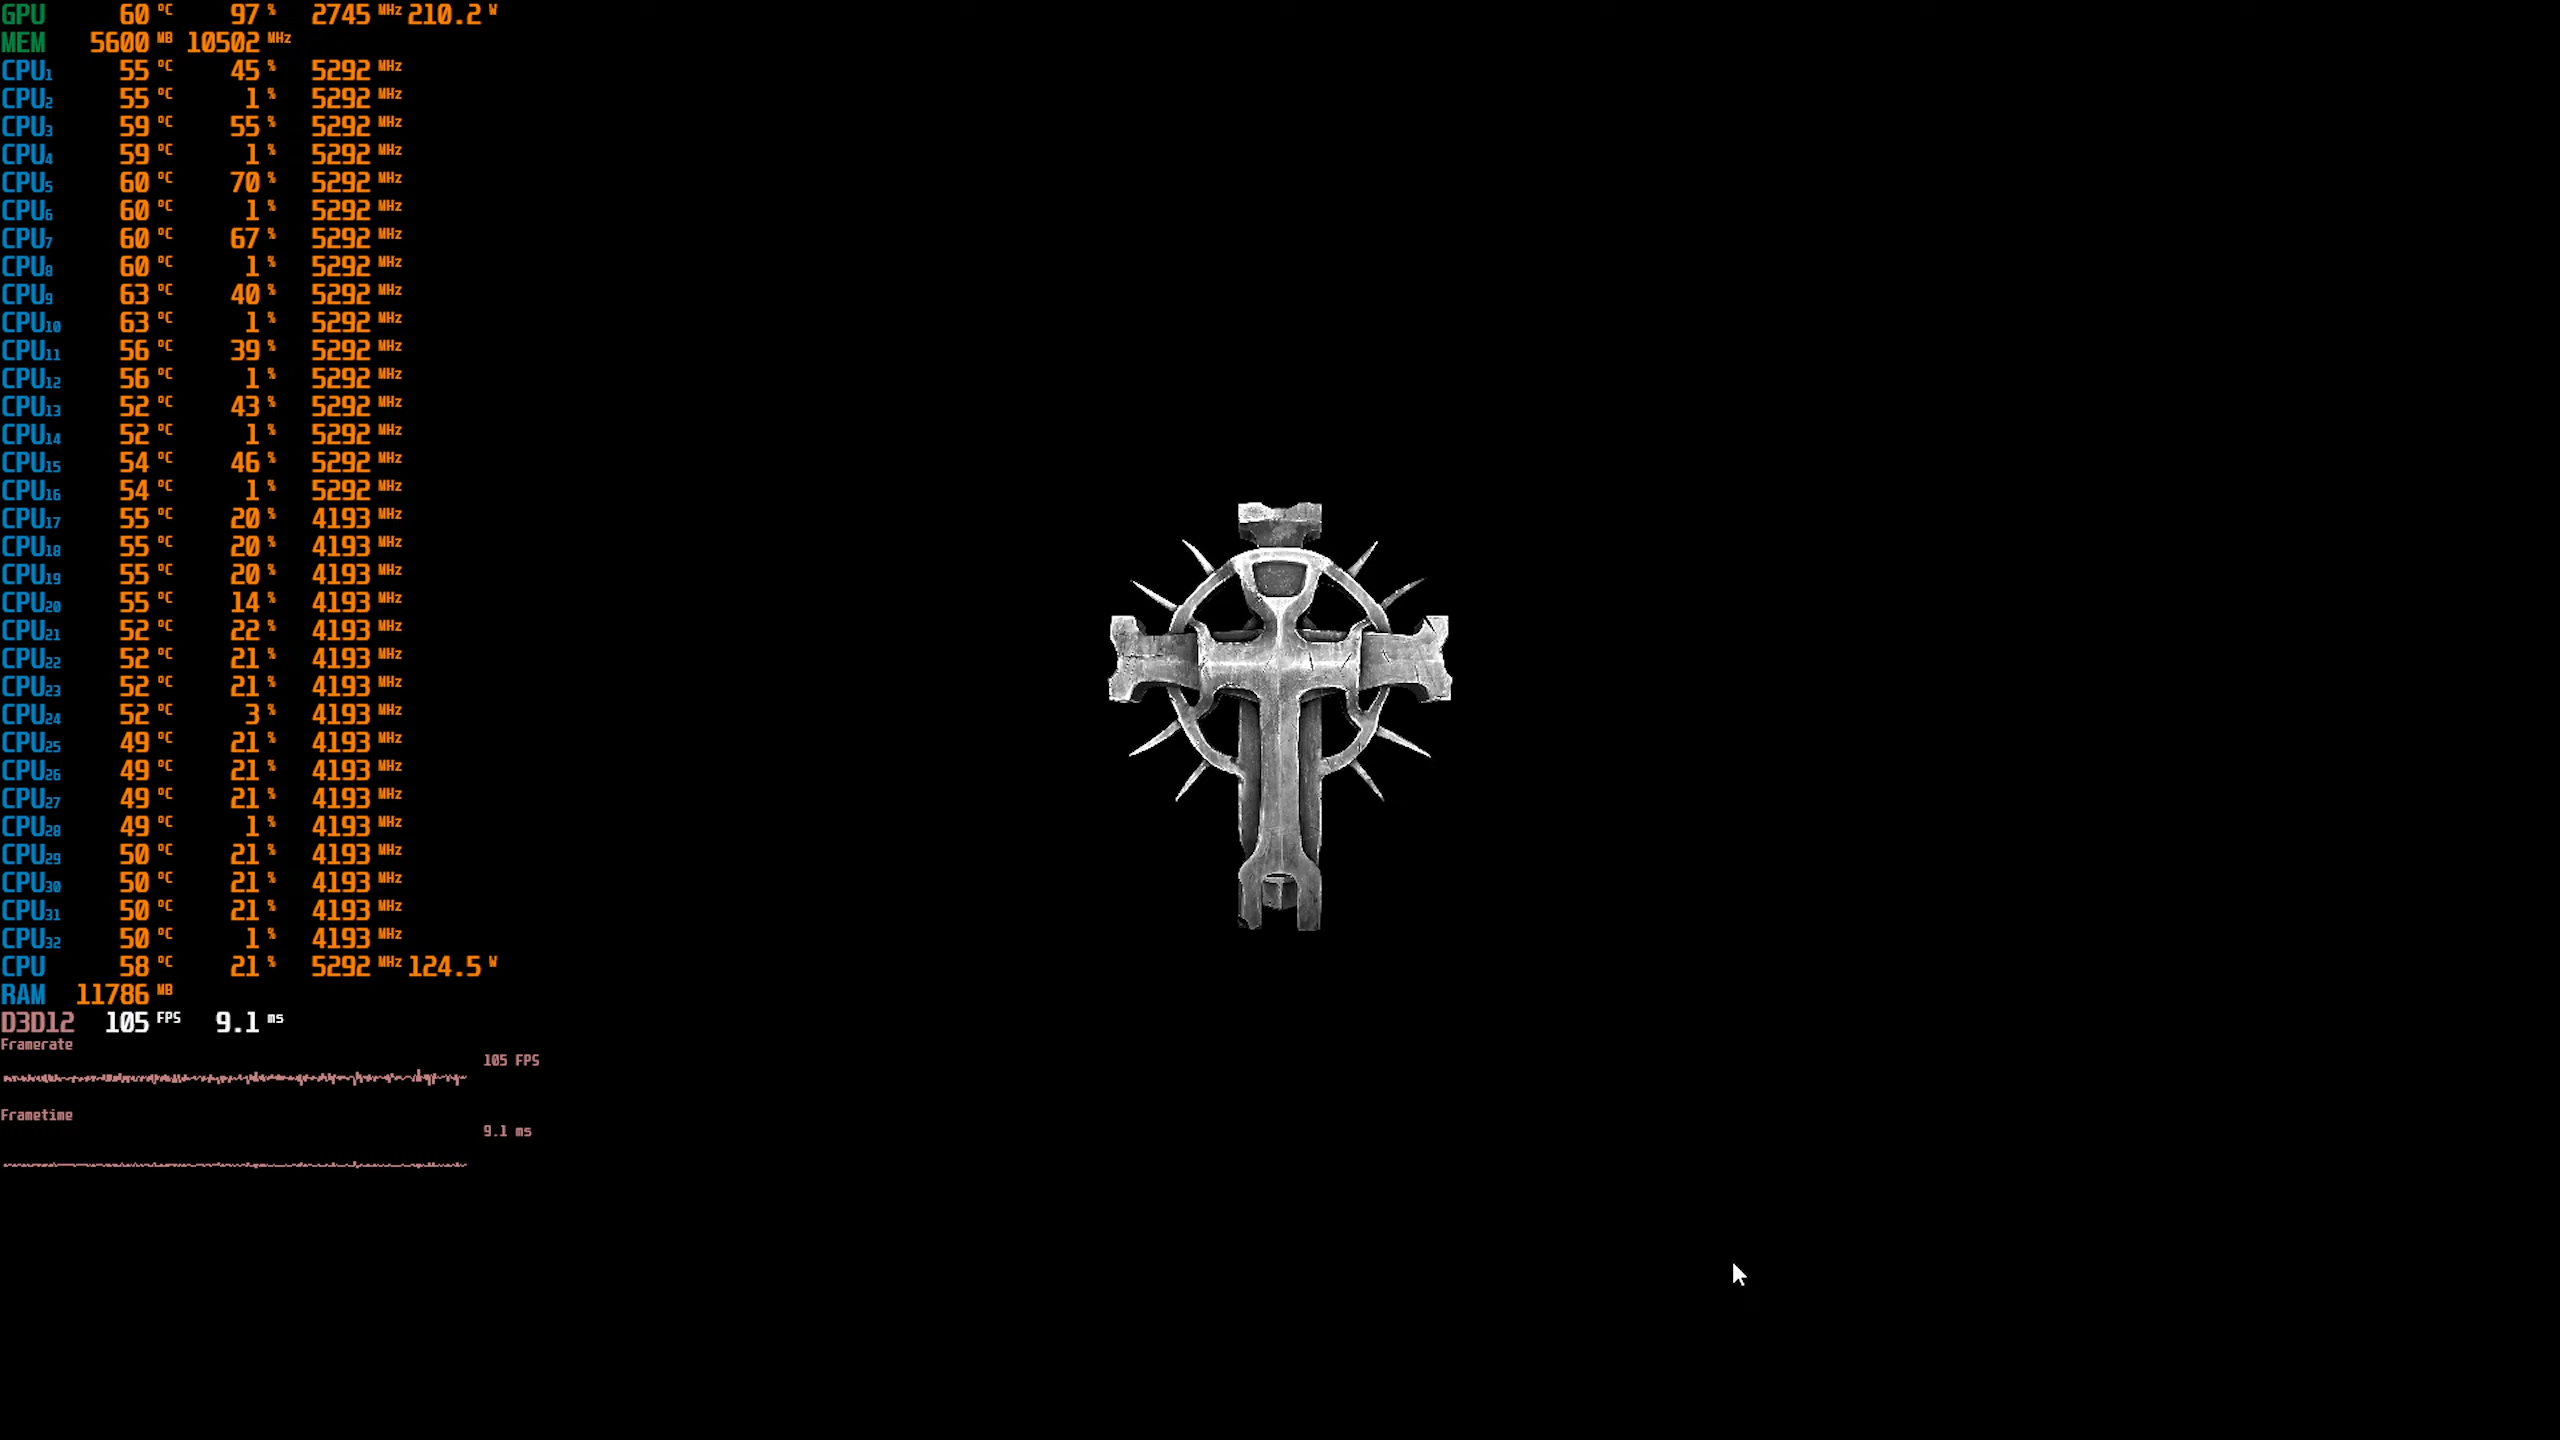 GPU 60 °C 97 % 2745 MHz 210.2 W
MEM 5600 MB 10502 MHz
CPU1 55 °C 45 % 5292 MHz
CPU2 55 °C 1 % 5292 MHz
CPU3 59 °C 55 % 5292 MHz
CPU4 59 °C 1 % 5292 MHz
CPU5 60 °C 70 % 5292 MHz
CPU6 60 °C 1 % 5292 MHz
CPU7 60 °C 67 % 5292 MHz
CPU8 60 °C 1 % 5292 MHz
CPU9 63 °C 40 % 5292 MHz
CPU10 63 °C 1 % 5292 MHz
CPU11 56 °C 39 % 5292 MHz
CPU12 56 °C 1 % 5292 MHz
CPU13 52 °C 43 % 5292 MHz
CPU14 52 °C 1 % 5292 MHz
CPU15 54 °C 46 % 5292 MHz
CPU16 54 °C 1 % 5292 MHz
CPU17 55 °C 20 % 4193 MHz
CPU18 55 °C 20 % 4193 MHz
CPU19 55 °C 20 % 4193 MHz
CPU20 55 °C 14 % 4193 MHz
CPU21 52 °C 22 % 4193 MHz
CPU22 52 °C 21 % 4193 MHz
CPU23 52 °C 21 % 4193 MHz
CPU24 52 °C 3 % 4193 MHz
CPU25 49 °C 21 % 4193 MHz
CPU26 49 °C 21 % 4193 MHz
CPU27 49 °C 21 % 4193 MHz
CPU28 49 °C 1 % 4193 MHz
CPU29 50 °C 21 % 4193 MHz
CPU30 50 °C 21 % 4193 MHz
CPU31 50 °C 21 % 4193 MHz
CPU32 50 °C 1 % 4193 MHz
CPU 58 °C 21 % 5292 MHz 124.5 W
RAM 11786 MB
D3D12 105 FPS 9.1 ms
Framerate
105 FPS
Frametime
9.1 ms